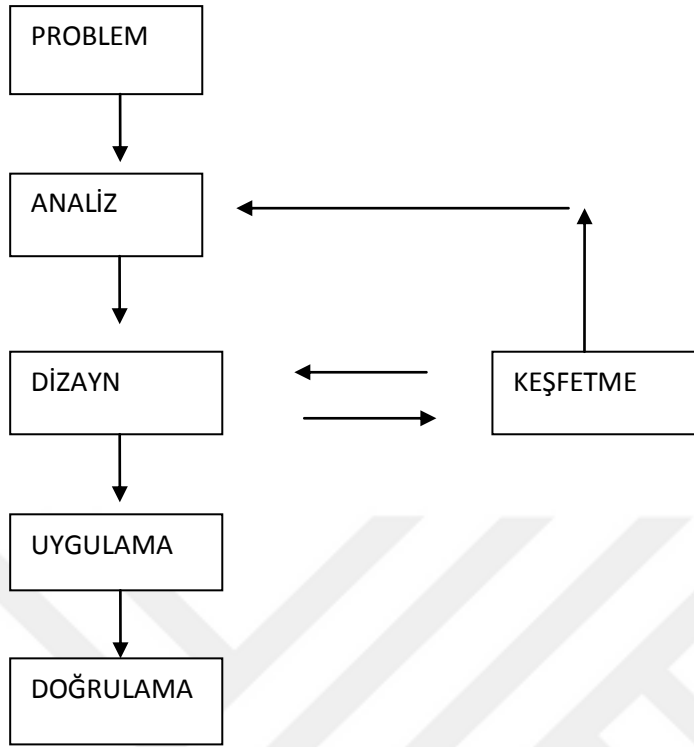 PROBLEM
ANALİZ
DİZAYN
KEŞFETME
UYGULAMA
DOĞRULAMA